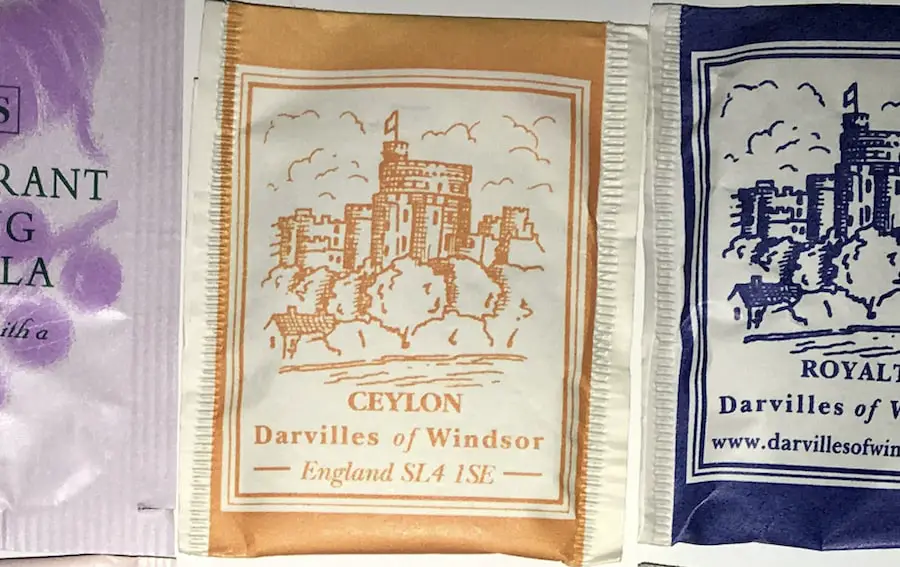 S
RANT
G
LA
ith a
CEYLON
Darvilles of Windsor
England SL4 1SE
ROYALT
Darvilles of W
www.darvillesofwin